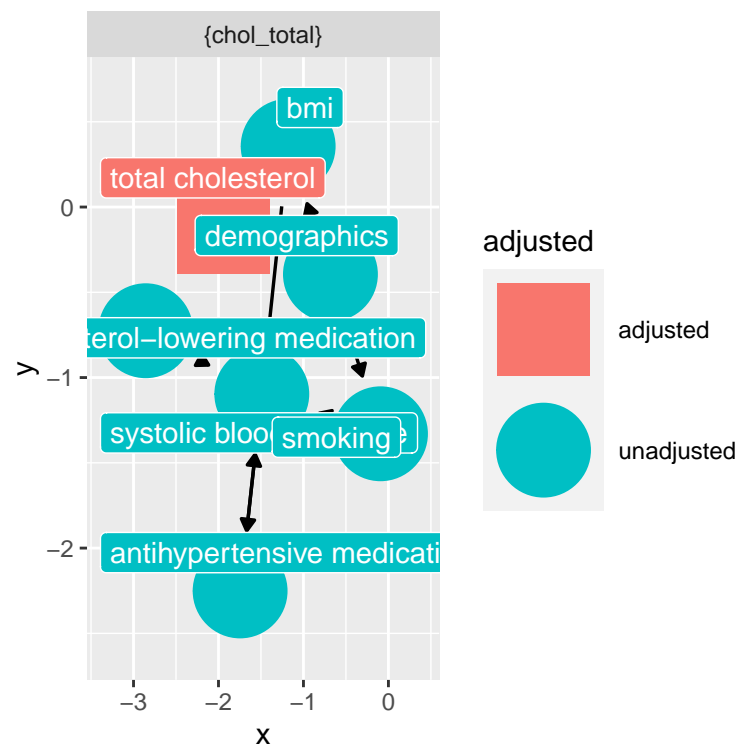 {chol_total}
bmi
total cholesterol
demographics
terol−lowering medication
systolic bloo
e
smoking
antihypertensive medicati
0
−1
−2
y
−3
−2
−1
0
x
adjusted
adjusted
unadjusted